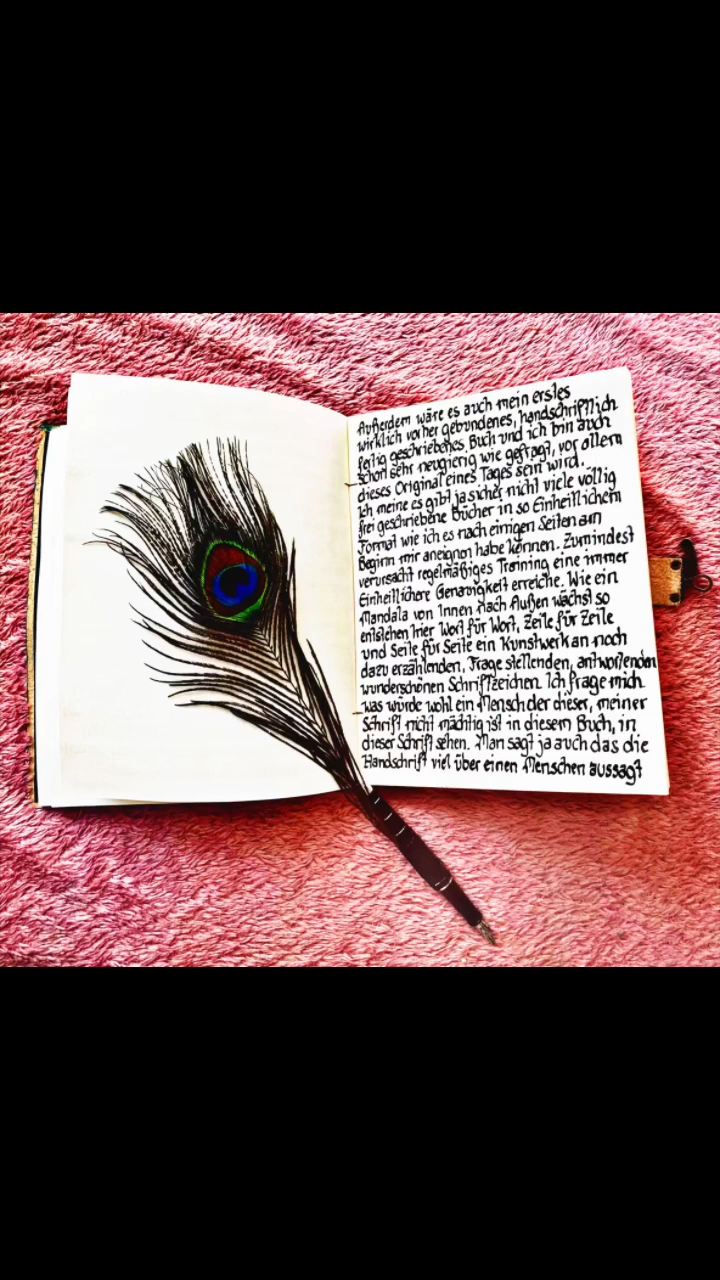 Außerdem wäre es auch mein erstes
wirklich vorher gebundenes, handschriftlich
fertig geschriebenes Buch und ich bin auch
schon sehr neugierig wie gefragt, vor allem
dieses Original eines Tages sein wird.
Ich meine es gibt ja sicher nicht viele völlig
frei geschriebene Bücher in so Einheitlichem
Format wie ich es nach einigen Seiten am
Beginn mir aneignen habe können. Zumindest
verursacht regelmäßiges Training eine immer
Einheitlichere Genauigkeit erreiche. Wie ein
Mandala von Innen nach Außen wächst so
entstehen hier Wort für Wort, Zeile für Zeile
und Seite für Seite ein Kunstwerk an noch
dazu erzählenden, Frage stellenden, antwortenden
wunderschönen Schriftzeichen. Ich frage mich
was würde wohl ein Mensch der dieser, meiner
Schrift nicht mächtig ist in diesem Buch, in
dieser Schrift sehen. Man sagt ja auch das die
Handschrift viel über einen Menschen aussagt